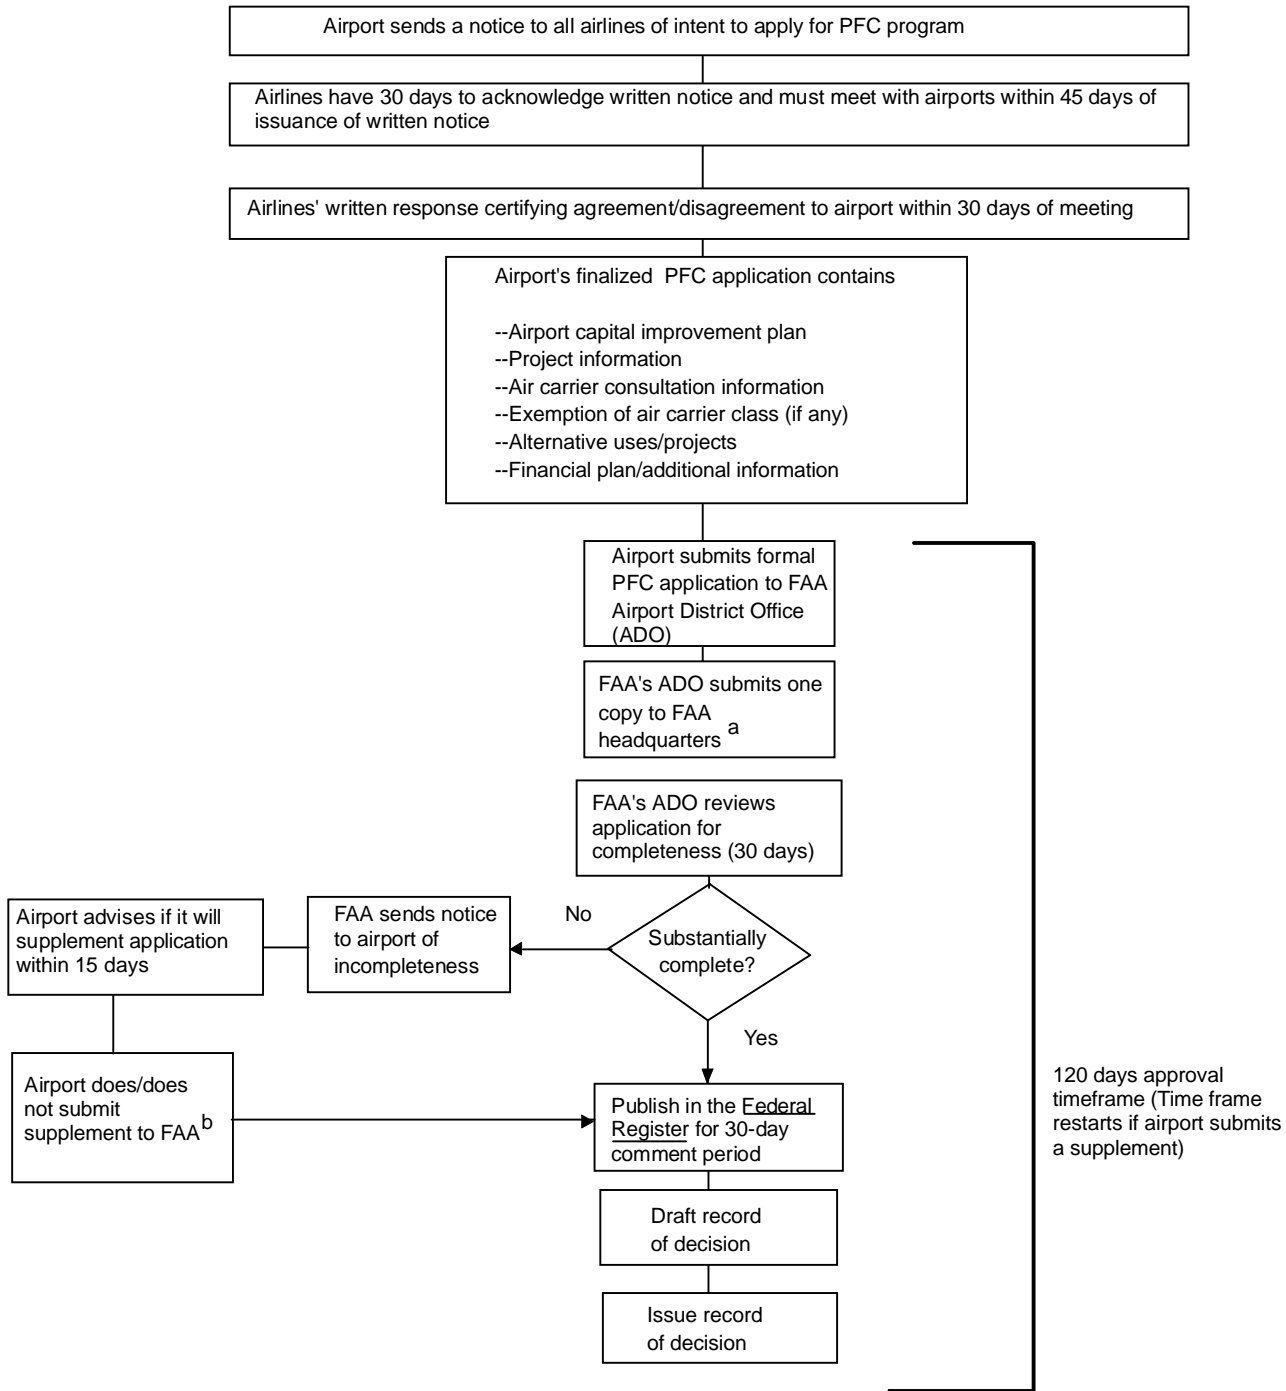 Airport sends a notice to all airlines of intent to apply for PFC program
Airlines have 30 days to acknowledge written notice and must meet with airports within 45 days of
issuance of written notice
Airlines' written response certifying agreement/disagreement to airport within 30 days of meeting
Airport's finalized PFC application contains
--Airport capital improvement plan
--Project information
--Air carrier consultation information
--Exemption of air carrier class (if any)
--Alternative uses/projects
--Financial plan/additional information
Airport submits formal
PFC application to FAA
Airport District Office
(ADO)
FAA's ADO submits one
copy to FAA
headquarters a
FAA's ADO reviews
application for
completeness (30 days)
Substantially
complete?
No
FAA sends notice
to airport of
incompleteness
Airport advises if it will
supplement application
within 15 days
Airport does/does
not submit
supplement to FAA b
Yes
Publish in the Federal
Register for 30-day
comment period
Draft record
of decision
Issue record
of decision
120 days approval
timeframe (Time frame
restarts if airport submits
a supplement)